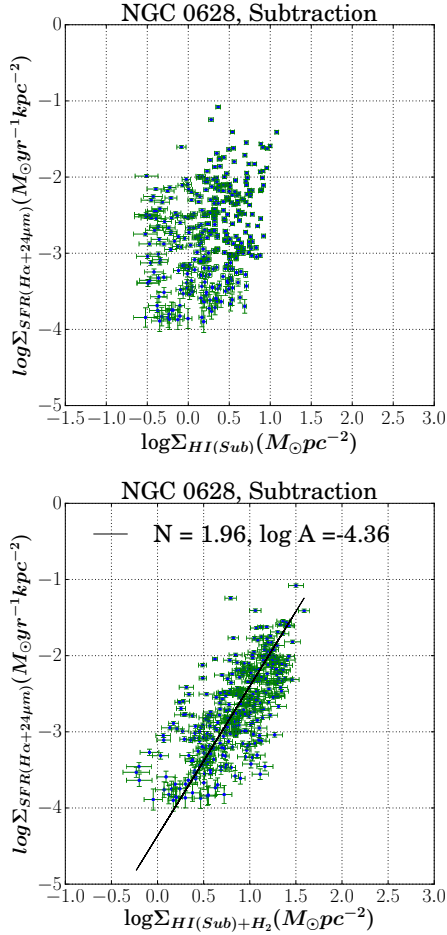 NGC 0628, Subtraction
0
−1
−2
−3
−4
−5
logΣSFR(Hα+24μm)(M⊙yr−1kpc−2)
−1.5 −1.0 −0.5 0.0 0.5 1.0 1.5 2.0 2.5 3.0
logΣHI(Sub)(M⊙pc−2)
NGC 0628, Subtraction
N = 1.96, log A =-4.36
0
−1
−2
−3
−4
−5
logΣSFR(Hα+24μm)(M⊙yr−1kpc−2)
−1.0 −0.5 0.0 0.5 1.0 1.5 2.0 2.5 3.0
logΣHI(Sub)+H2(M⊙pc−2)